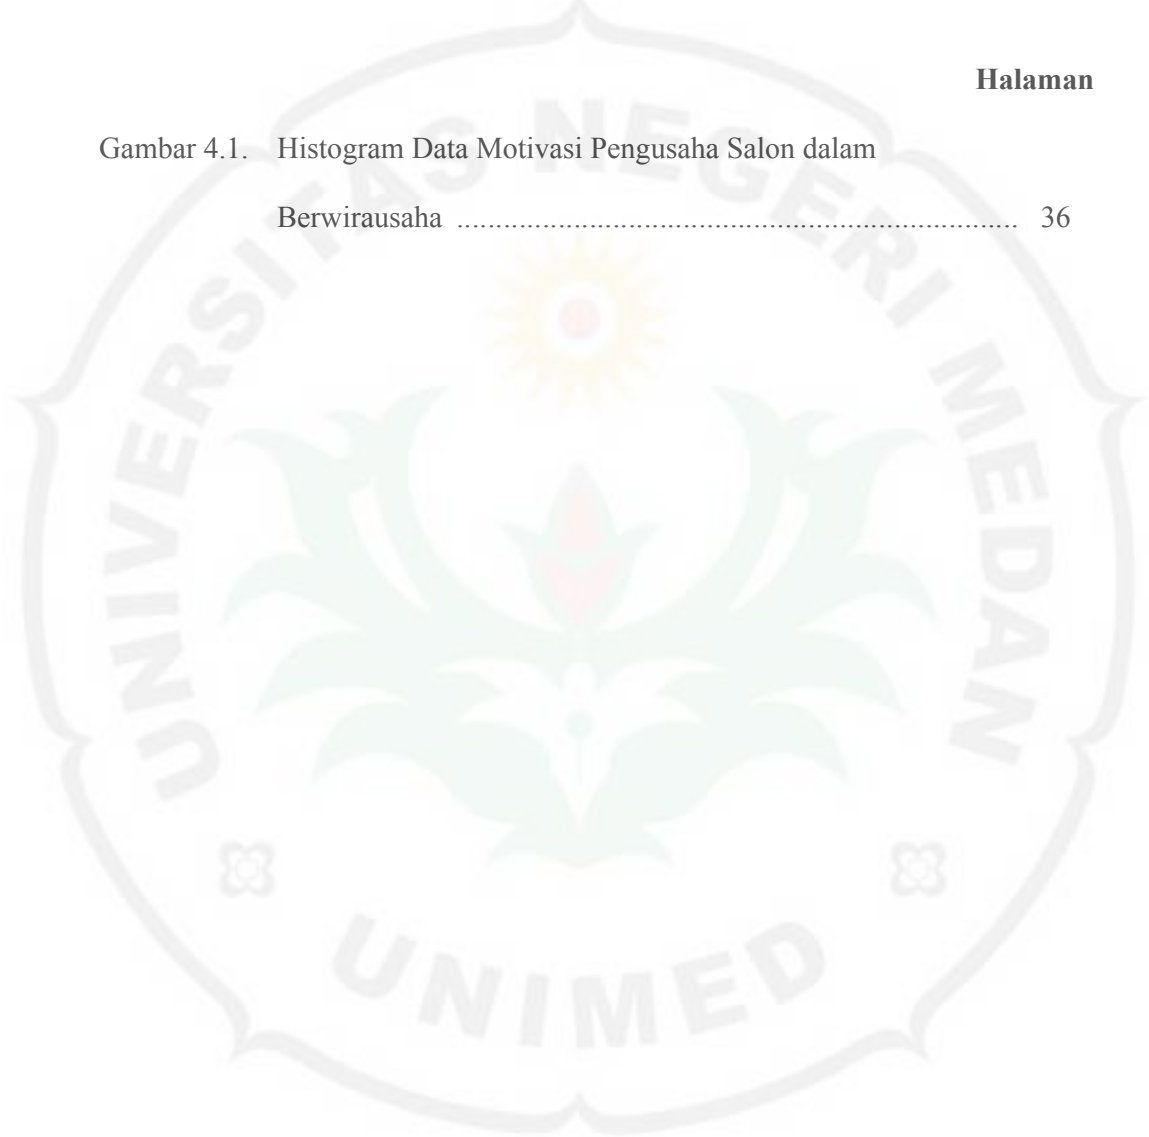 Halaman
Gambar 4.1. Histogram Data Motivasi Pengusaha Salon dalam
Berwirausaha ......................................................................... 36
UNIVERSITAS NEGERI MEDAN
UNIMED